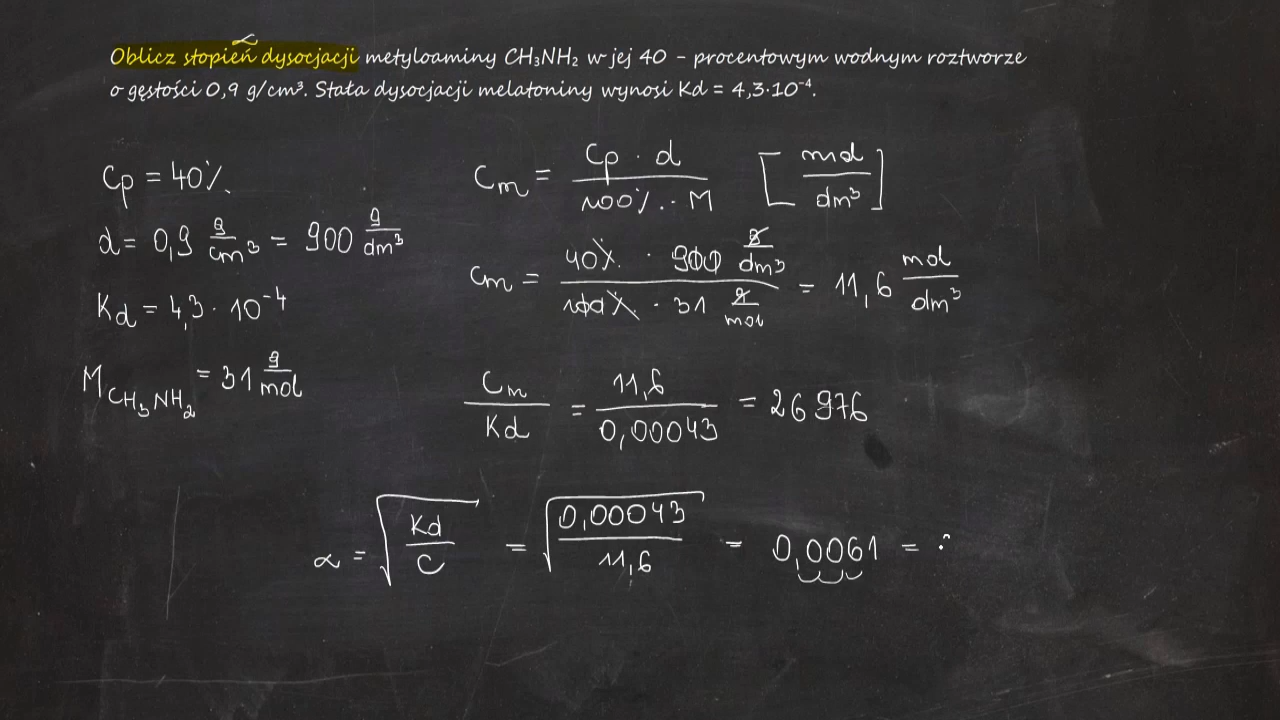 α
Oblicz stopień dysocjacji metyloaminy CH₃NH₂ w jej 40 - procentowym wodnym roztworze
o gęstości 0,9 g/cm³. Stała dysocjacji melatoniny wynosi Kd = 4,3·10⁻⁴.
Cp = 40%
d = 0,9 g/cm³ = 900 g/dm³
Kd = 4,3 · 10⁻⁴
M CH₃NH₂ = 31 g/mol
Cm = Cp · d / 100% · M [mol/dm³]
Cm = 40% · 900 g/dm³ / 100% · 31 g/mol = 11,6 mol/dm³
Cm/Kd = 11,6/0,00043 = 26976
α = √(Kd/C) = √(0,00043/11,6) = 0,0061 =